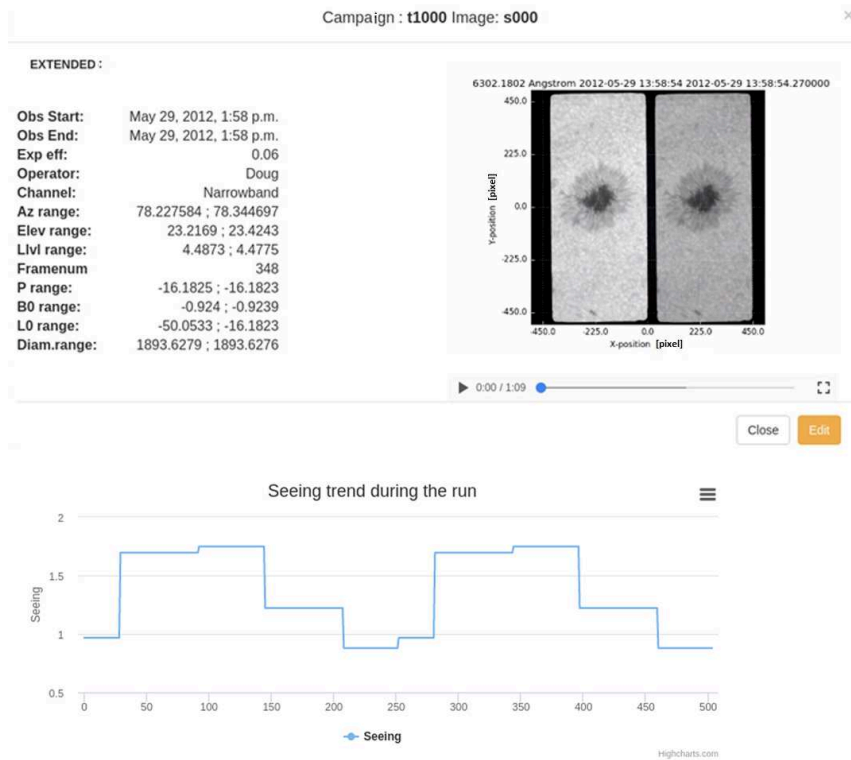 Campaign : t1000 Image: s000
×
EXTENDED :
Obs Start: May 29, 2012, 1:58 p.m.
Obs End: May 29, 2012, 1:58 p.m.
Exp eff: 0.06
Operator: Doug
Channel: Narrowband
Az range: 78.227584 ; 78.344697
Elev range: 23.2169 ; 23.4243
Llvl range: 4.4873 ; 4.4775
Framenum 348
P range: -16.1825 ; -16.1823
B0 range: -0.924 ; -0.9239
L0 range: -50.0533 ; -16.1823
Diam.range: 1893.6279 ; 1893.6276
6302.1802 Angstrom 2012-05-29 13:58:54 2012-05-29 13:58:54.270000
450.0
225.0
0.0
-225.0
-450.0
Y-position [pixel]
-450.0 -225.0 0.0 225.0 450.0
X-position [pixel]
0:00 / 1:09
Close Edit
Seeing trend during the run
2
1.5
1
0.5
Seeing
0 50 100 150 200 250 300 350 400 450 500
Seeing
Highcharts.com